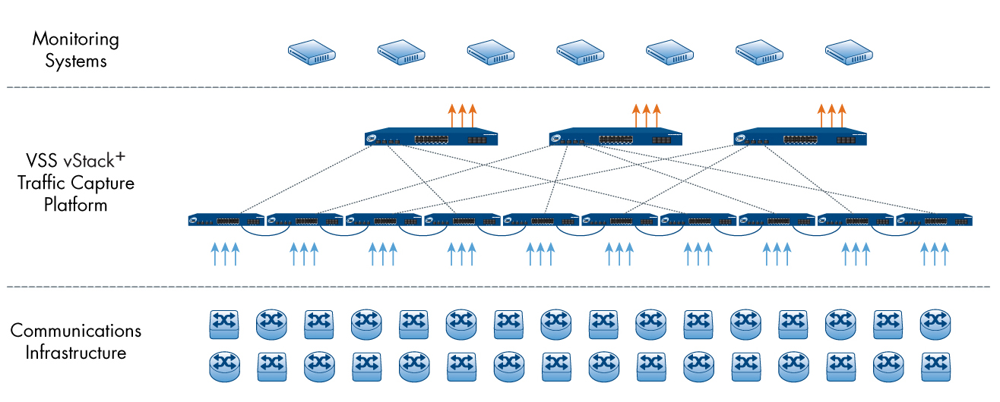 Monitoring
Systems
VSS vStack+
Traffic Capture
Platform
Communications
Infrastructure